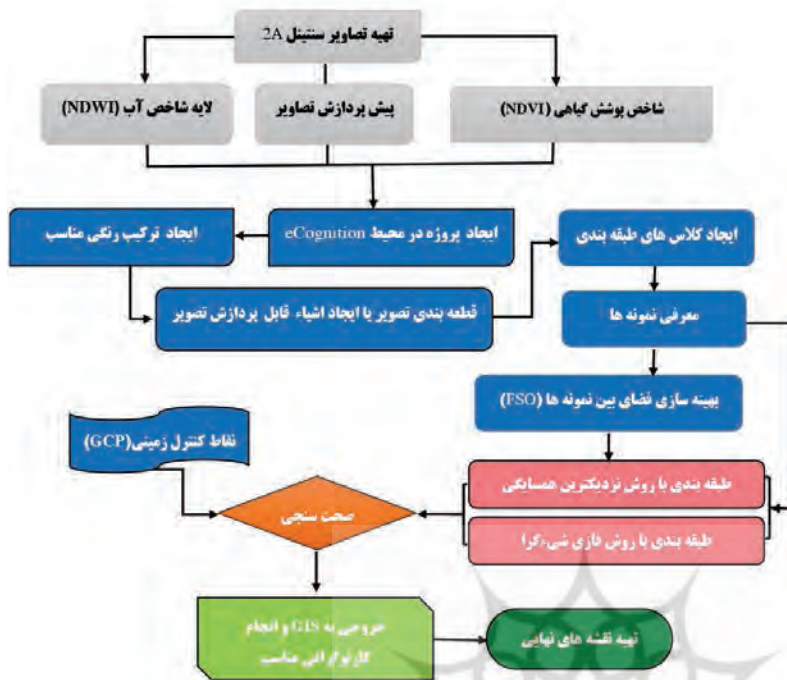 تهیه تصاویر سنتینل 2A
شاخص پوشش گیاهی (NDVI)
پیش پردازش تصاویر
لایه شاخص آب (NDWI)
ایجاد کلاس های طبقه بندی
ایجاد پروژه در محیط eCognition
ایجاد ترکیب رنگی مناسب
قطعه بندی تصویر یا ایجاد اشیاء قابل پردازش تصویر
معرفی نمونه ها
بهینه سازی فضای بین نمونه ها (FSO)
نقاط کنترل زمینی(GCP)
طبقه بندی با روش نزدیکترین همسایگی
طبقه بندی با روش فازی شیءگرا
صحت سنجی
خروجی به GIS و انجام
کارتوگرافی مناسب
تهیه نقشه های نهایی